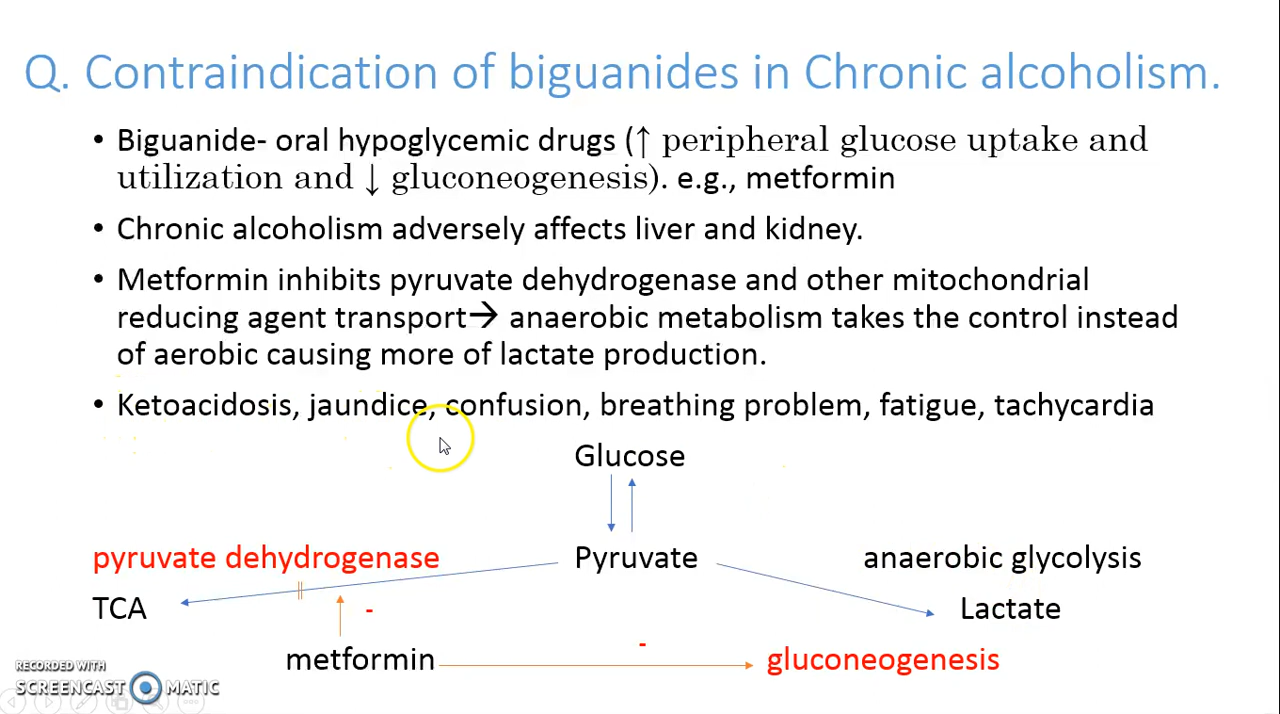 Q. Contraindication of biguanides in Chronic alcoholism.
• Biguanide- oral hypoglycemic drugs (↑ peripheral glucose uptake and
utilization and ↓ gluconeogenesis). e.g., metformin
• Chronic alcoholism adversely affects liver and kidney.
• Metformin inhibits pyruvate dehydrogenase and other mitochondrial
reducing agent transport→ anaerobic metabolism takes the control instead
of aerobic causing more of lactate production.
• Ketoacidosis, jaundice, confusion, breathing problem, fatigue, tachycardia
Glucose
pyruvate dehydrogenase
Pyruvate
anaerobic glycolysis
TCA
-
Lactate
-
metformin
gluconeogenesis
RECORDED WITH
SCREENCAST MATIC